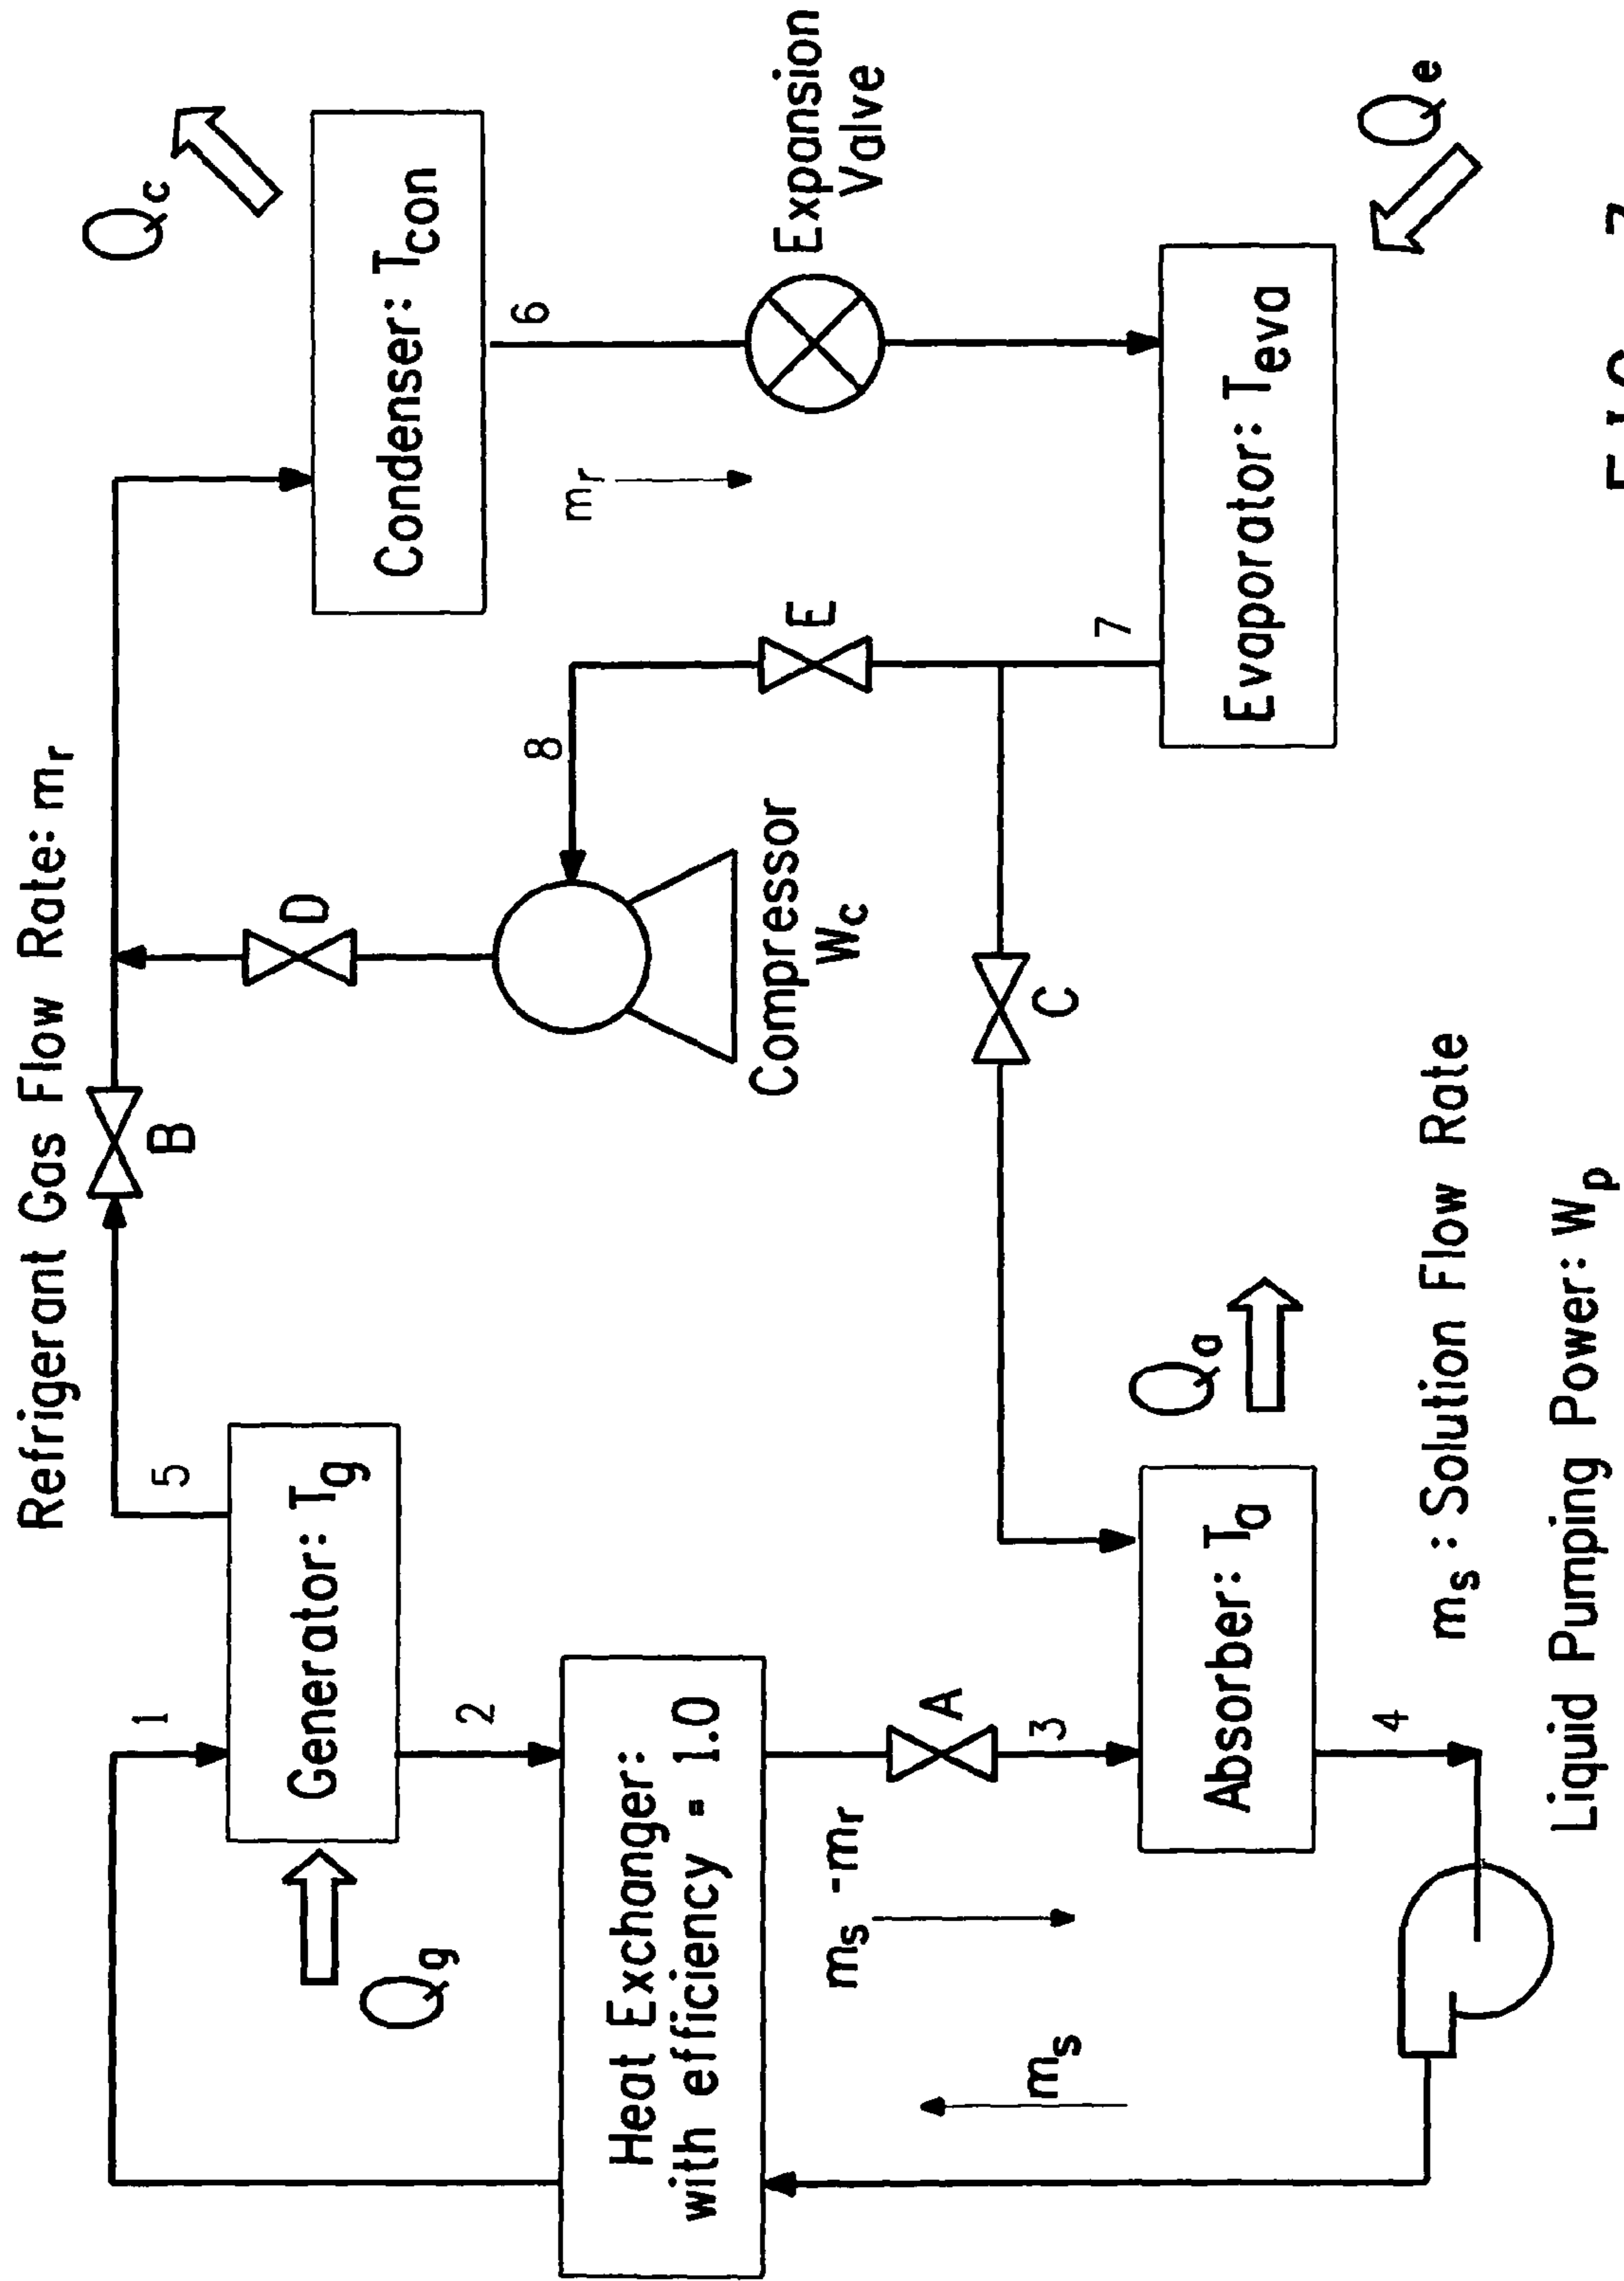 Refrigerant Gas Flow Rate: mr
Qc
1
5
B
D
Generator: Tg
Condenser: Tcon
Qg
2
6
8
mr
Heat Exchanger:
with efficiency = 1.0
Compressor
Wc
E
Expansion
Valve
ms -mr
A
3
C
7
ms
Qa
Absorber: Ta
Evaporator: Teva
Qe
4
ms : Solution Flow Rate
Liquid Pumping Power: Wp